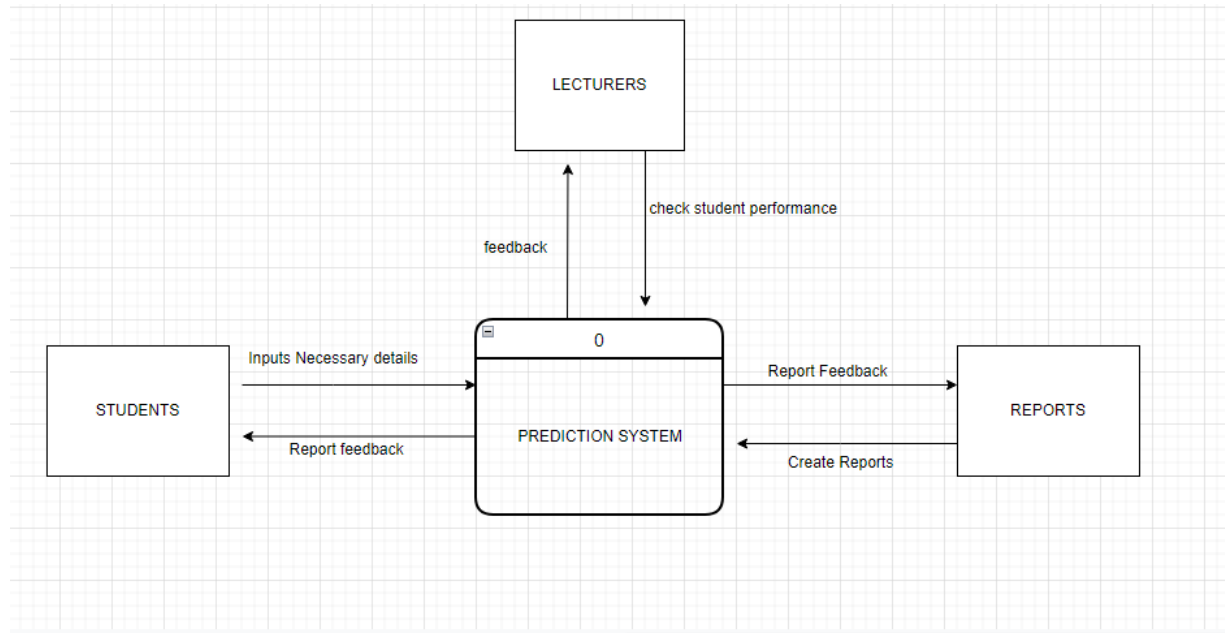 LECTURERS
check student performance
feedback
0
Inputs Necessary details
Report Feedback
STUDENTS
PREDICTION SYSTEM
REPORTS
Report feedback
Create Reports